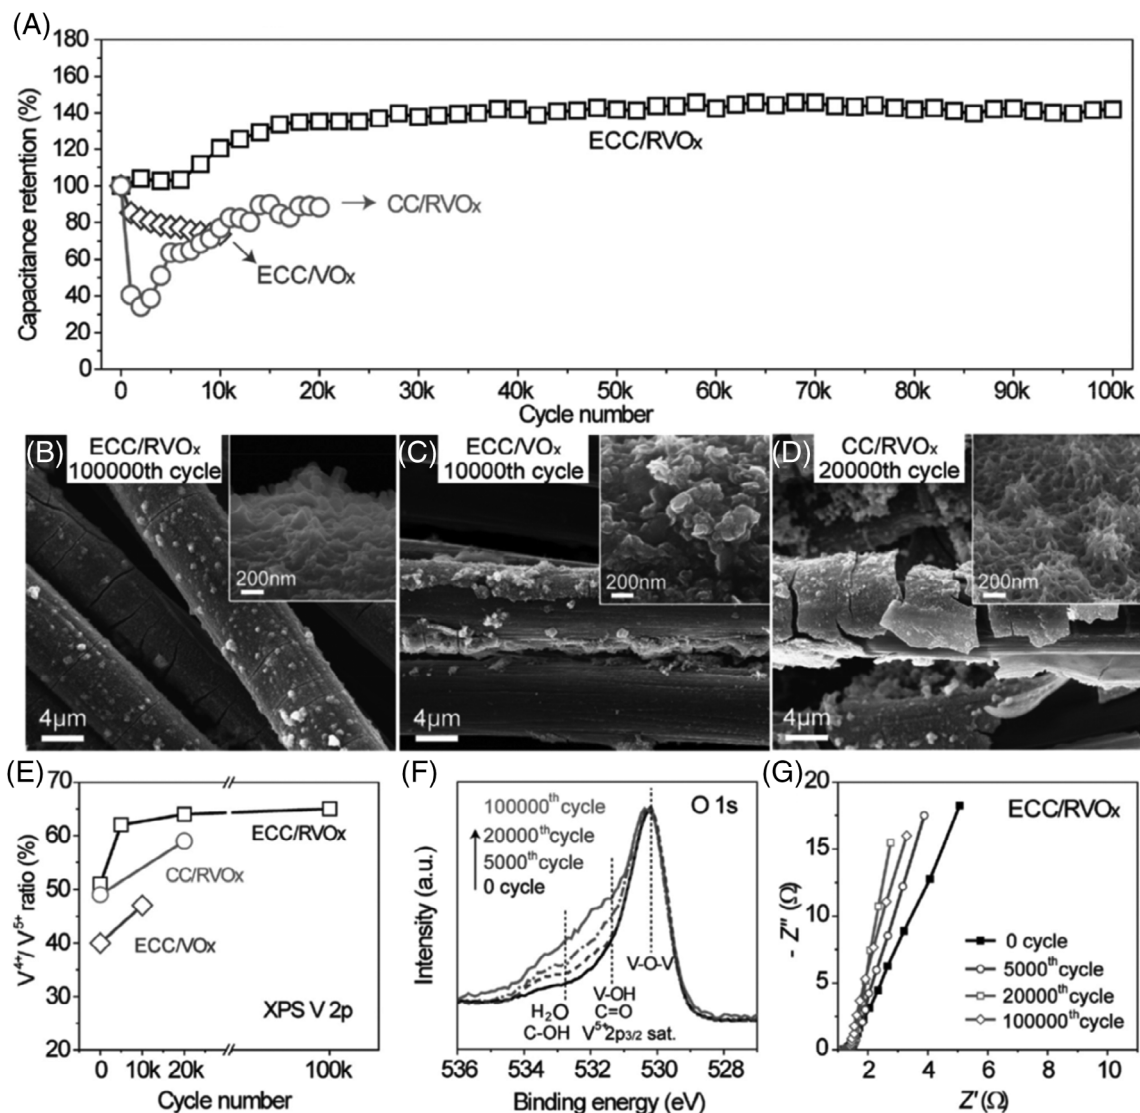 (A)
180
160
140
120
100
80
60
40
20
0
Capacitance retention (%)
ECC/RVOx
CC/RVOx
ECC/VOx
0 10k 20k 30k 40k 50k 60k 70k 80k 90k 100k
Cycle number
(B)
ECC/RVOx
100000th cycle
200nm
4μm
(C)
ECC/VOx
10000th cycle
200nm
4μm
(D)
CC/RVOx
20000th cycle
200nm
4μm
(E)
70
60
50
40
30
20
V4+/ V5+ ratio (%)
ECC/RVOx
CC/RVOx
ECC/VOx
XPS V 2p
0 10k 20k 100k
Cycle number
(F)
Intensity (a.u.)
100000th cycle
20000th cycle
5000th cycle
0 cycle
O 1s
V-O-V
V-OH
H2O
C=O
C-OH
V5+2p3/2 sat.
536 534 532 530 528
Binding energy (eV)
(G)
20
15
10
5
0
- Z″ (Ω)
ECC/RVOx
0 cycle
5000th cycle
20000th cycle
100000th cycle
2 4 6 8 10
Z′ (Ω)